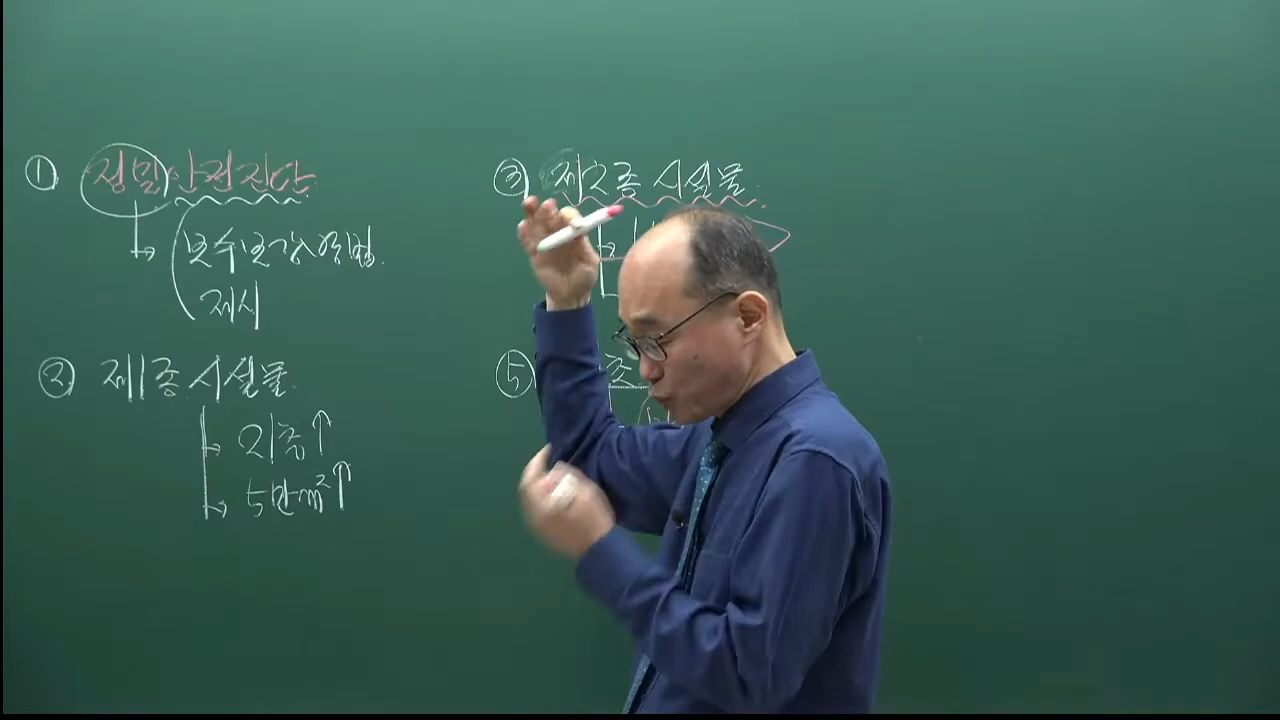 ① 정밀안전진단
보수보강방법.
제시
② 제1종 시설물.
21층↑
5만㎡↑
③ 제2종 시설물.
⑤ 조